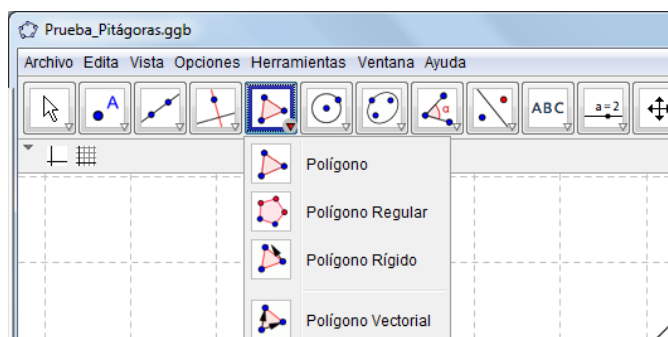 Prueba_Pitágoras.ggb
Archivo Edita Vista Opciones Herramientas Ventana Ayuda
A α ABC a=2
Polígono
Polígono Regular
Polígono Rígido
Polígono Vectorial